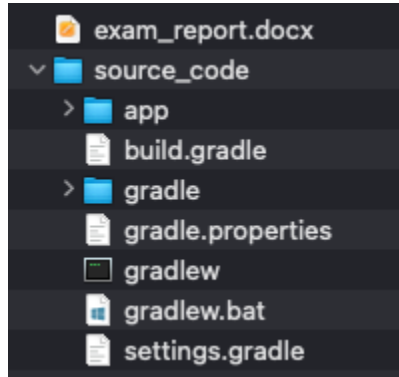 exam_report.docx
source_code
app
build.gradle
gradle
gradle.properties
gradlew
gradlew.bat
settings.gradle